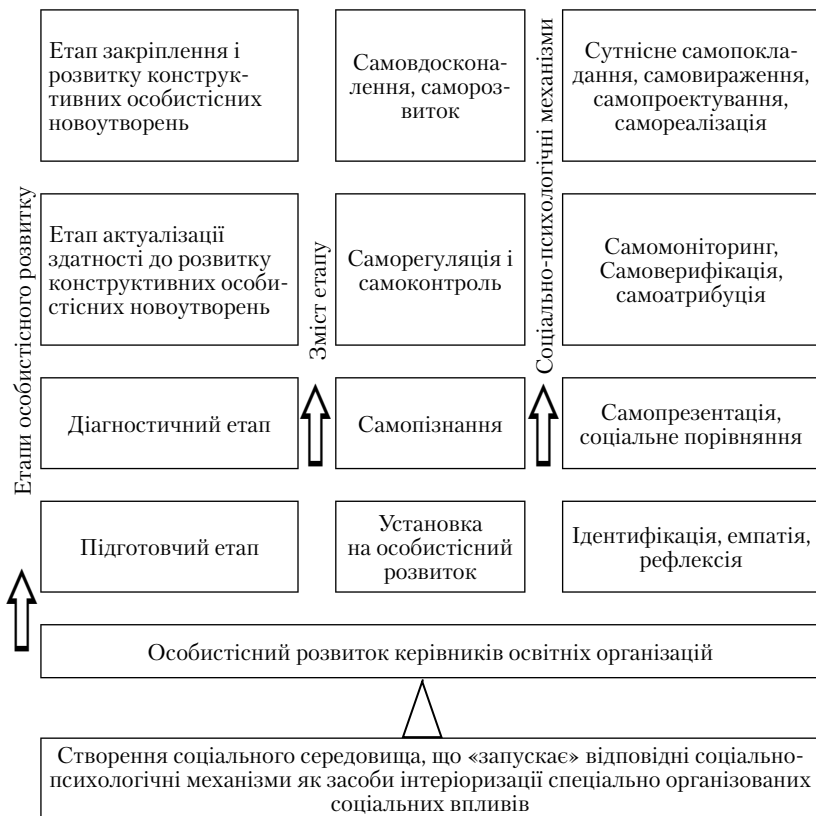 Етап закріплення і
розвитку конструк-
тивних особистісних
новоутворень
Самовдоскона-
лення, самороз-
виток
Сутнісне самопокла-
дання, самовираження,
самопроектування,
самореалізація
Етапи особистісного розвитку
Етап актуалізації
здатності до розвитку
конструктивних особи-
стісних новоутворень
Зміст етапу
Саморегуляція і
самоконтроль
Соціально-психологічні механізми
Самомоніторинг,
Самоверифікація,
самоатрибуція
Діагностичний етап
Самопізнання
Самопрезентація,
соціальне порівняння
Підготовчий етап
Установка
на особистісний
розвиток
Ідентифікація, емпатія,
рефлексія
Особистісний розвиток керівників освітніх організацій
Створення соціального середовища, що «запускає» відповідні соціально-
психологічні механізми як засоби інтеріоризації спеціально організованих
соціальних впливів